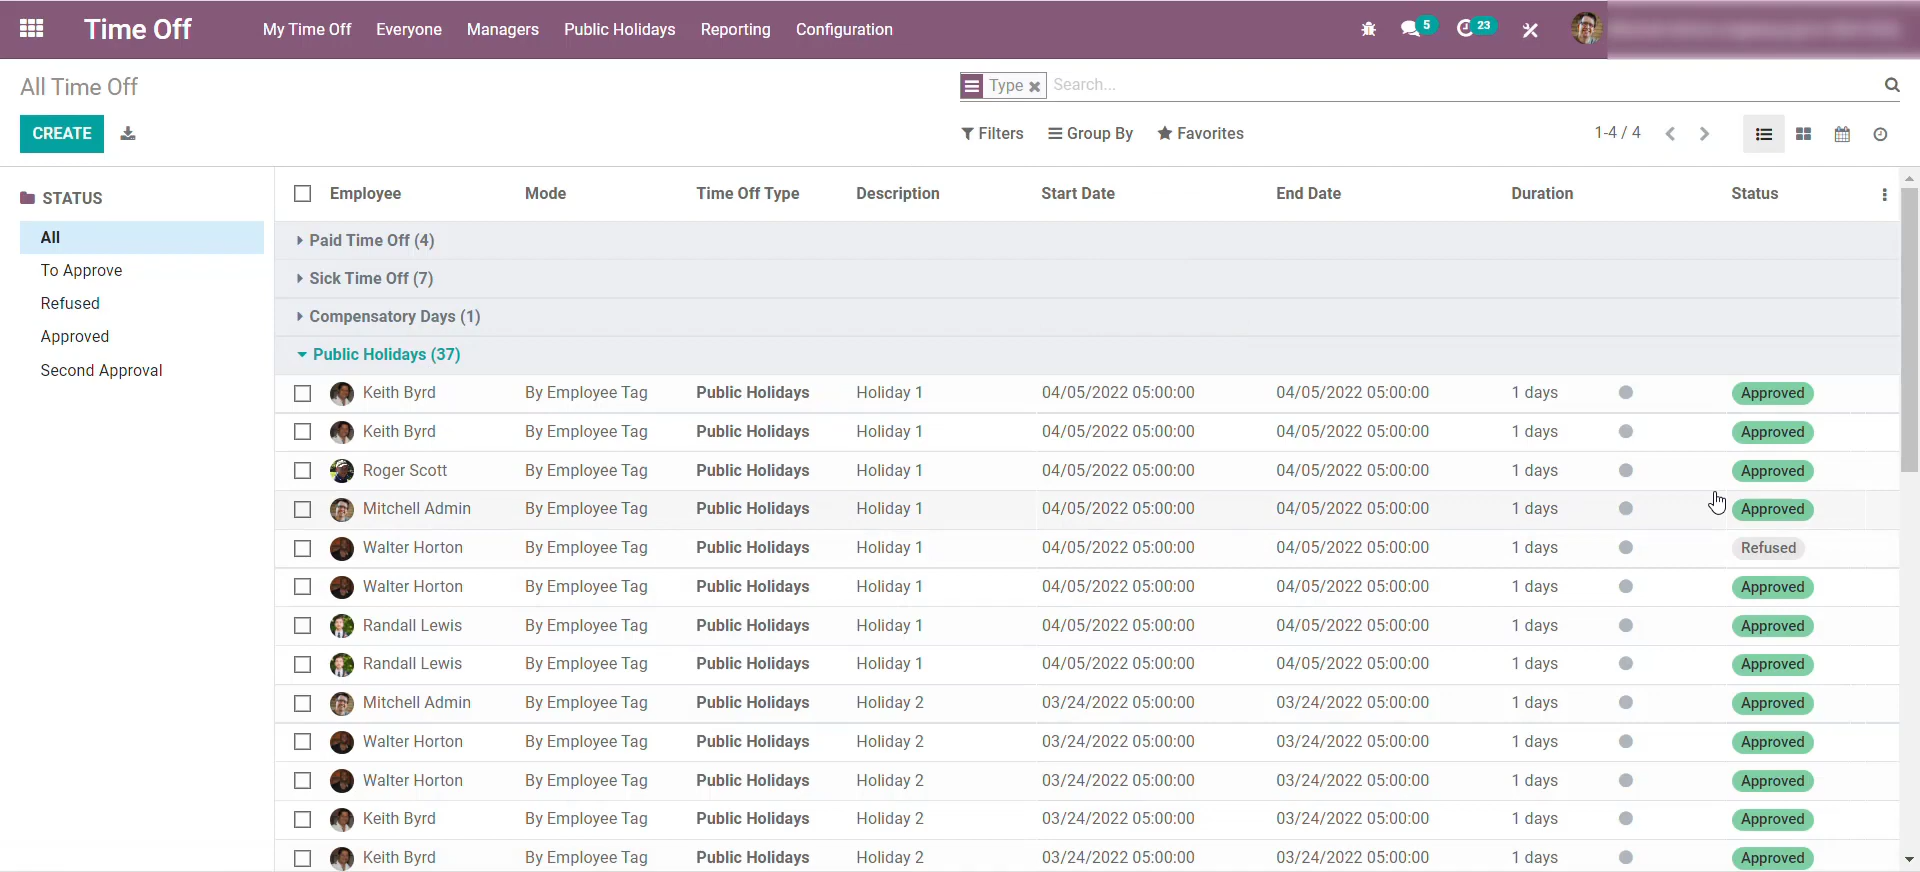 Time Off My Time Off Everyone Managers Public Holidays Reporting Configuration 5 23
All Time Off
Type Search...
CREATE Filters Group By Favorites 1-4 / 4
STATUS
All
To Approve
Refused
Approved
Second Approval
Employee Mode Time Off Type Description Start Date End Date Duration Status
Paid Time Off (4)
Sick Time Off (7)
Compensatory Days (1)
Public Holidays (37)
Keith Byrd By Employee Tag Public Holidays Holiday 1 04/05/2022 05:00:00 04/05/2022 05:00:00 1 days Approved
Keith Byrd By Employee Tag Public Holidays Holiday 1 04/05/2022 05:00:00 04/05/2022 05:00:00 1 days Approved
Roger Scott By Employee Tag Public Holidays Holiday 1 04/05/2022 05:00:00 04/05/2022 05:00:00 1 days Approved
Mitchell Admin By Employee Tag Public Holidays Holiday 1 04/05/2022 05:00:00 04/05/2022 05:00:00 1 days Approved
Walter Horton By Employee Tag Public Holidays Holiday 1 04/05/2022 05:00:00 04/05/2022 05:00:00 1 days Refused
Walter Horton By Employee Tag Public Holidays Holiday 1 04/05/2022 05:00:00 04/05/2022 05:00:00 1 days Approved
Randall Lewis By Employee Tag Public Holidays Holiday 1 04/05/2022 05:00:00 04/05/2022 05:00:00 1 days Approved
Randall Lewis By Employee Tag Public Holidays Holiday 1 04/05/2022 05:00:00 04/05/2022 05:00:00 1 days Approved
Mitchell Admin By Employee Tag Public Holidays Holiday 2 03/24/2022 05:00:00 03/24/2022 05:00:00 1 days Approved
Walter Horton By Employee Tag Public Holidays Holiday 2 03/24/2022 05:00:00 03/24/2022 05:00:00 1 days Approved
Walter Horton By Employee Tag Public Holidays Holiday 2 03/24/2022 05:00:00 03/24/2022 05:00:00 1 days Approved
Keith Byrd By Employee Tag Public Holidays Holiday 2 03/24/2022 05:00:00 03/24/2022 05:00:00 1 days Approved
Keith Byrd By Employee Tag Public Holidays Holiday 2 03/24/2022 05:00:00 03/24/2022 05:00:00 1 days Approved